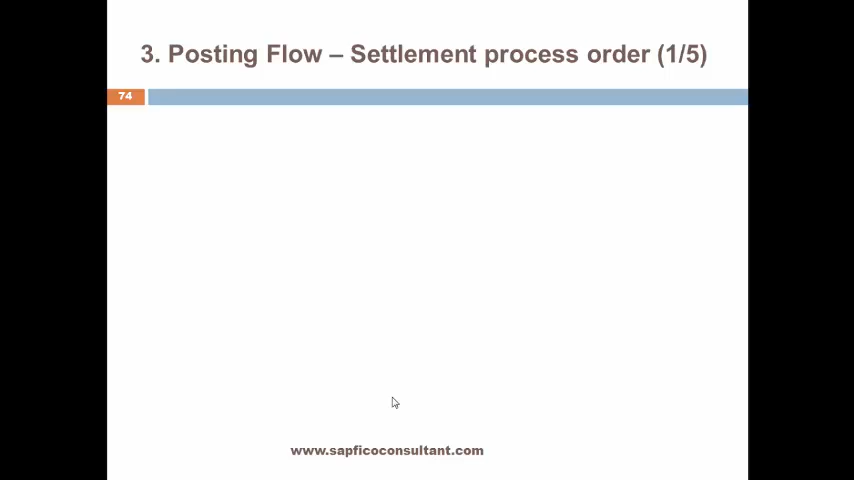 3. Posting Flow – Settlement process order (1/5)
74
www.sapficoconsultant.com